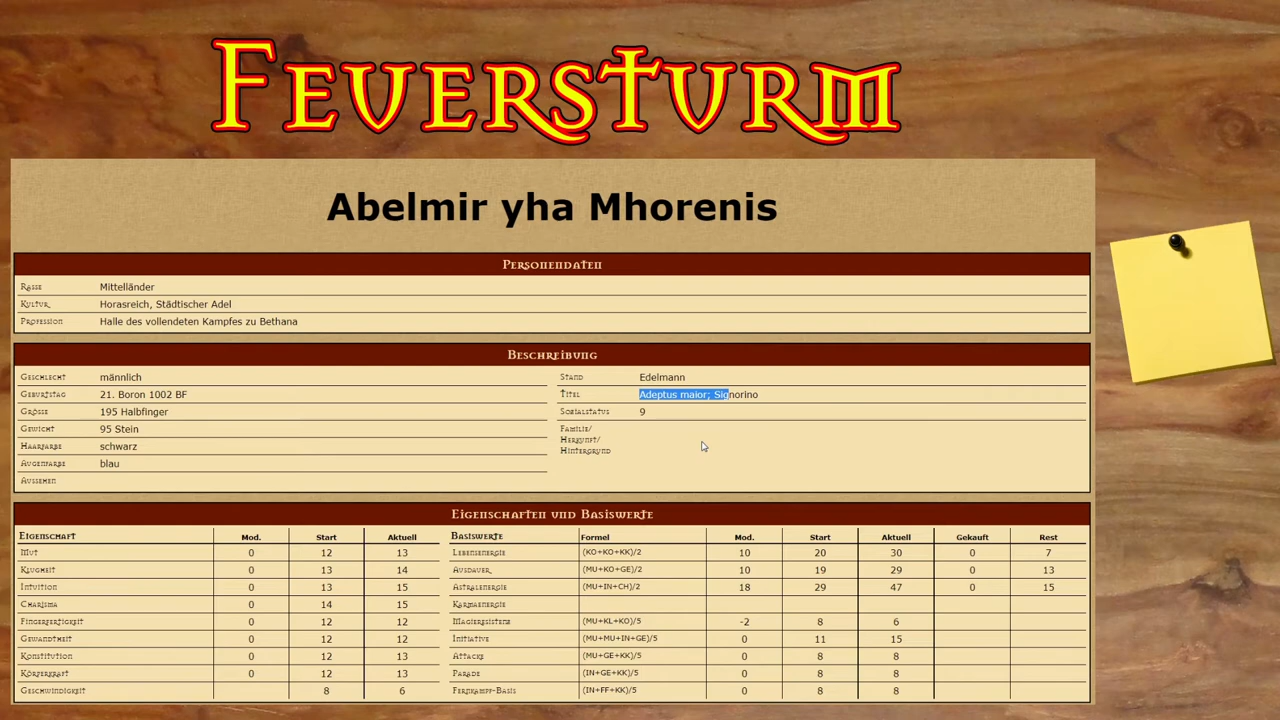 Feuersturm
Abelmir yha Mhorenis
Personendaten
Rasse Mittelländer
Kultur Horasreich, Städtischer Adel
Profession Halle des vollendeten Kampfes zu Bethana
Beschreibung
Geschlecht männlich
Geburtstag 21. Boron 1002 BF
Grösse 195 Halbfinger
Gewicht 95 Stein
Haarfarbe schwarz
Augenfarbe blau
Aussehen
Stand Edelmann
Titel Adeptus maior; Signorino
Sozialstatus 9
Familie/
Herkunft/
Hintergrund
Eigenschaften und Basiswerte
Eigenschaft Mod. Start Aktuell
Mut 0 12 13
Klugheit 0 13 14
Intuition 0 13 15
Charisma 0 14 15
Fingerfertigkeit 0 12 12
Gewandtheit 0 12 12
Konstitution 0 12 13
Körperkraft 0 12 13
Geschwindigkeit 8 6
Basiswerte Formel Mod. Start Aktuell Gekauft Rest
Lebensenergie (KO+KO+KK)/2 10 20 30 0 7
Ausdauer (MU+KO+GE)/2 10 19 29 0 13
Astralenergie (MU+IN+CH)/2 18 29 47 0 15
Karmaenergie
Magieresistenz (MU+KL+KO)/5 -2 8 6
Initiative (MU+MU+IN+GE)/5 0 11 15
Attacke (MU+GE+KK)/5 0 8 8
Parade (IN+GE+KK)/5 0 8 8
Fernkampf-Basis (IN+FF+KK)/5 0 8 8